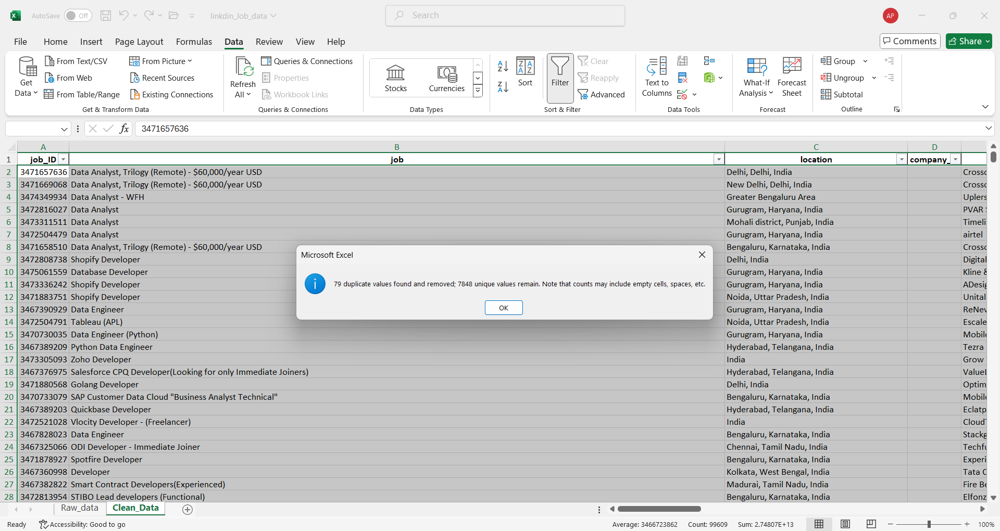 AutoSave Off linkdin_Job_data Search AP
File Home Insert Page Layout Formulas Data Review View Help Comments Share
Get Data From Text/CSV From Web From Table/Range From Picture Recent Sources Existing Connections
Get & Transform Data
Refresh All Queries & Connections Properties Workbook Links
Queries & Connections
Stocks Currencies
Data Types
Sort Filter Clear Reapply Advanced
Sort & Filter
Text to Columns
Data Tools
What-If Analysis Forecast Sheet
Forecast
Group Ungroup Subtotal
Outline
fx 3471657636
A B C D
1 job_ID job location company_
2 3471657636 Data Analyst, Trilogy (Remote) - $60,000/year USD Delhi, Delhi, India Crossc
3 3471669068 Data Analyst, Trilogy (Remote) - $60,000/year USD New Delhi, Delhi, India Crossc
4 3474349934 Data Analyst - WFH Greater Bengaluru Area Uplers
5 3472816027 Data Analyst Gurugram, Haryana, India PVAR
6 3473311511 Data Analyst Mohali district, Punjab, India Timeli
7 3472504479 Data Analyst Gurugram, Haryana, India airtel
8 3471658510 Data Analyst, Trilogy (Remote) - $60,000/year USD Bengaluru, Karnataka, India Crossc
9 3472808738 Shopify Developer Delhi, India Digital
10 3475061559 Database Developer Gurugram, Haryana, India Kline &
11 3473336242 Shopify Developer Gurugram, Haryana, India ADesig
12 3471883751 Shopify Developer Noida, Uttar Pradesh, India Unital
13 3467390929 Data Engineer Gurugram, Haryana, India ReNev
14 3472504791 Tableau (APL) Noida, Uttar Pradesh, India Escale
15 3470730035 Data Engineer (Python) Gurugram, Haryana, India Mobile
16 3467389209 Python Data Engineer Hyderabad, Telangana, India Tezra
17 3473305093 Zoho Developer India Grow
18 3467376975 Salesforce CPQ Developer(Looking for only Immediate Joiners) Hyderabad, Telangana, India ValueL
19 3471880568 Golang Developer Delhi, India Optim
20 3470733079 SAP Customer Data Cloud "Business Analyst Technical" Bengaluru, Karnataka, India Mobile
21 3467389203 Quickbase Developer Hyderabad, Telangana, India Eclatp
22 3472521028 Vlocity Developer - (Freelancer) India Cloud
23 3467828023 Data Engineer Bengaluru, Karnataka, India Stackg
24 3467325066 ODI Developer - Immediate Joiner Chennai, Tamil Nadu, India Techfu
25 3471878927 Spotfire Developer Bengaluru, Karnataka, India Experi
26 3467360998 Developer Kolkata, West Bengal, India Tata C
27 3467382822 Smart Contract Developers(Experienced) Madurai, Tamil Nadu, India Fire Be
28 3472813954 STIBO Lead developers (Functional) Bengaluru, Karnataka, India Elfonz
Microsoft Excel
79 duplicate values found and removed; 7848 unique values remain. Note that counts may include empty cells, spaces, etc.
OK
Raw_data Clean_Data
Ready Accessibility: Good to go Average: 3466723862 Count: 99609 Sum: 2.74807E+13 100%